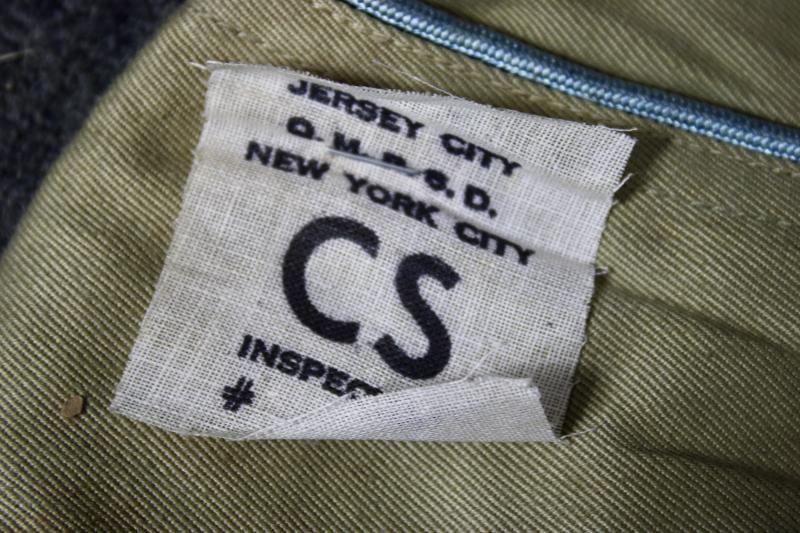 JERSEY CITY
Q. M. R. S. D.
NEW YORK CITY
CS
INSPEC
#